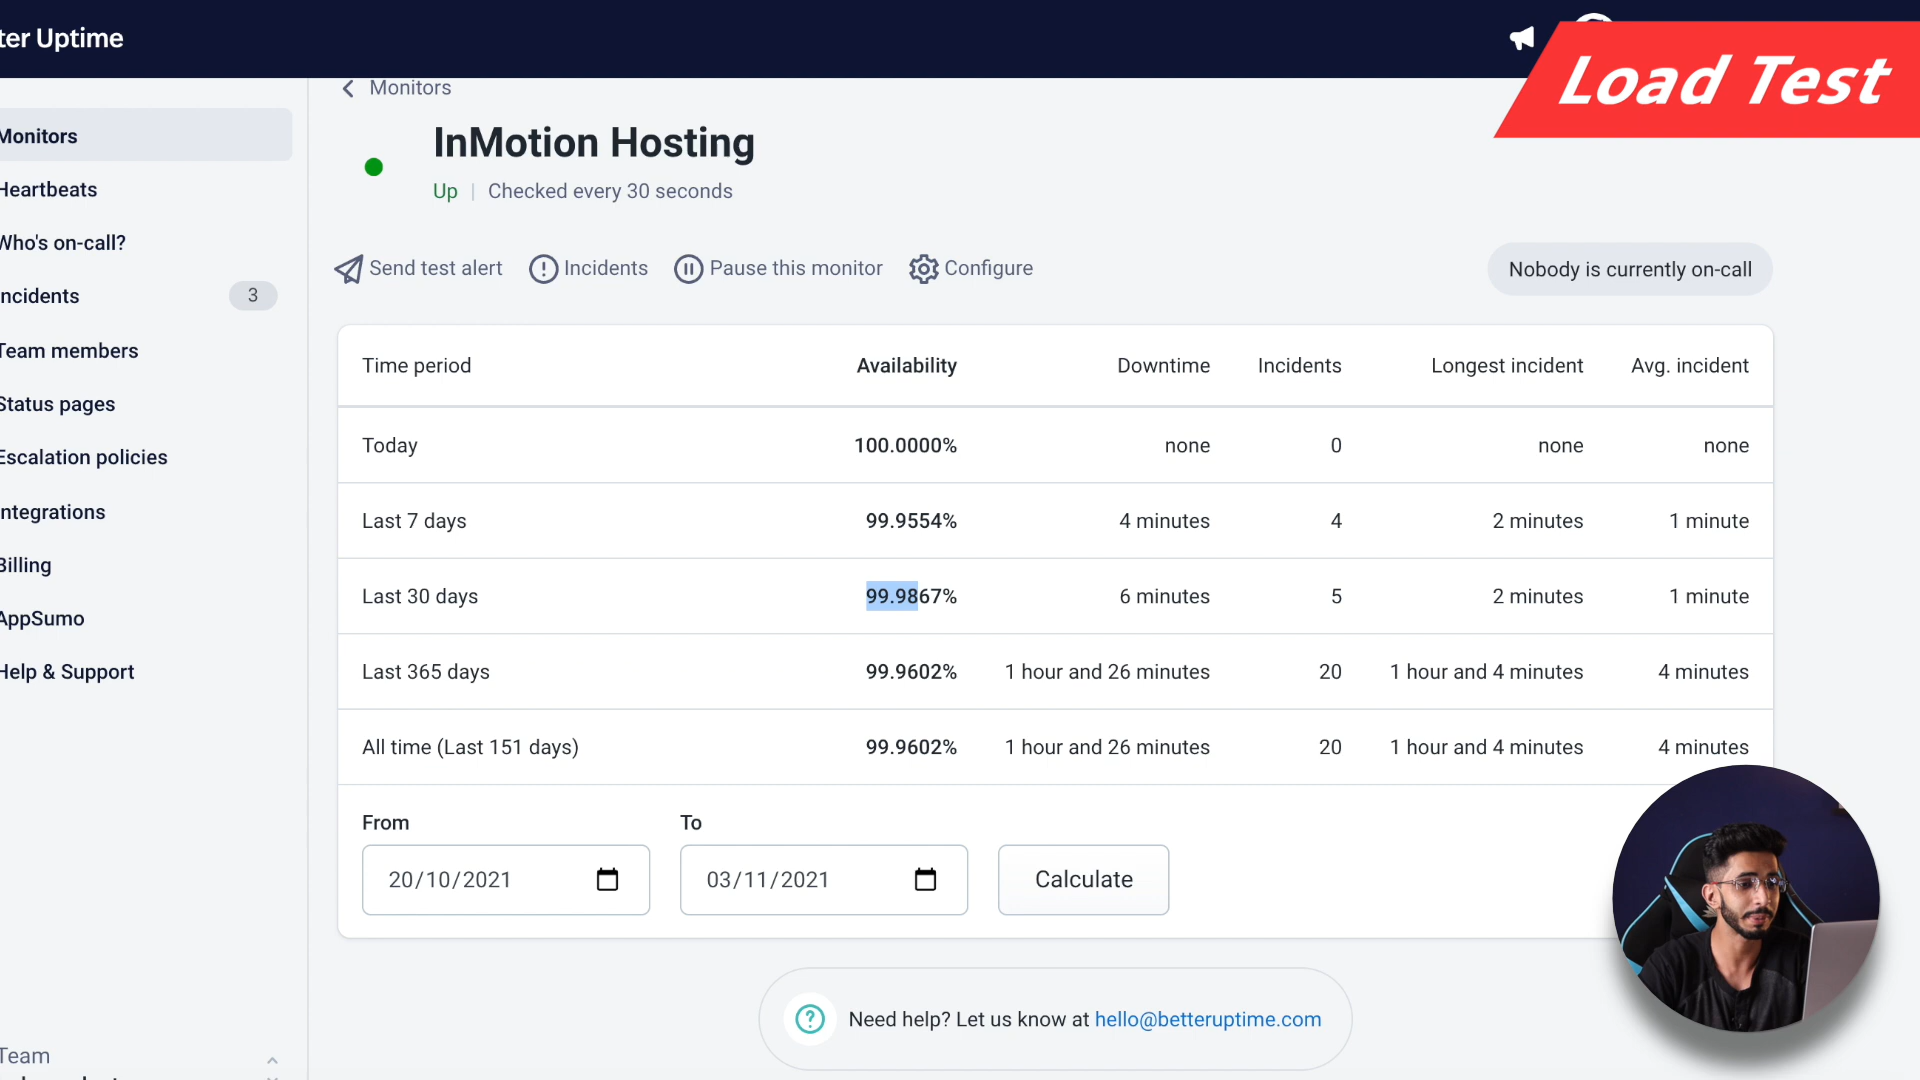 ter Uptime
Load Test
Monitors
Monitors
InMotion Hosting
Up | Checked every 30 seconds
Heartbeats
Who's on-call?
Send test alert
Incidents
Pause this monitor
Configure
Nobody is currently on-call
ncidents 3
Team members
Status pages
Escalation policies
ntegrations
Billing
AppSumo
Help & Support
Time period Availability Downtime Incidents Longest incident Avg. incident
Today 100.0000% none 0 none none
Last 7 days 99.9554% 4 minutes 4 2 minutes 1 minute
Last 30 days 99.9867% 6 minutes 5 2 minutes 1 minute
Last 365 days 99.9602% 1 hour and 26 minutes 20 1 hour and 4 minutes 4 minutes
All time (Last 151 days) 99.9602% 1 hour and 26 minutes 20 1 hour and 4 minutes 4 minutes
From To
20/10/2021 03/11/2021 Calculate
Need help? Let us know at hello@betteruptime.com
Team